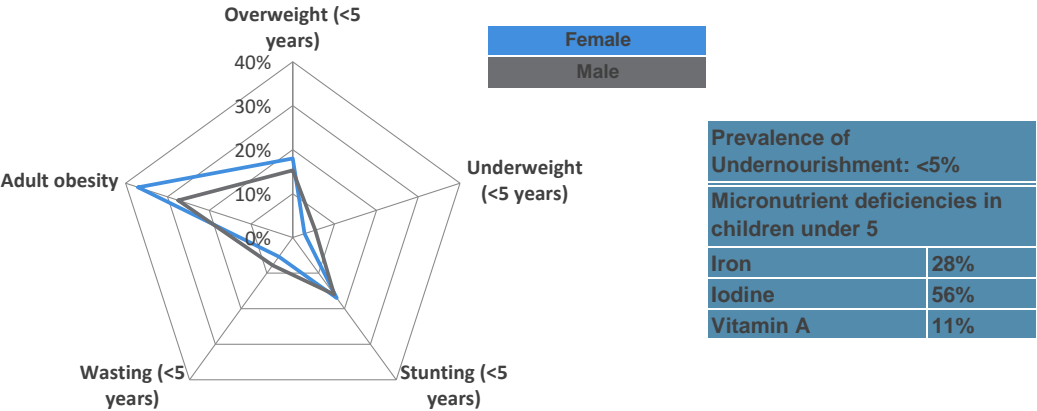 Overweight (<5
years)
40%
30%
20%
10%
0%
Adult obesity
Underweight
(<5 years)
Wasting (<5
years)
Stunting (<5
years)
Female
Male
Prevalence of
Undernourishment: <5%
Micronutrient deficiencies in
children under 5
Iron 28%
Iodine 56%
Vitamin A 11%